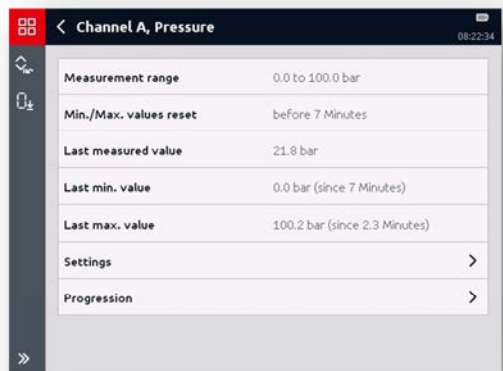 Channel A, Pressure
08:22:34
Measurement range 0.0 to 100.0 bar
Min./Max. values reset before 7 Minutes
Last measured value 21.8 bar
Last min. value 0.0 bar (since 7 Minutes)
Last max. value 100.2 bar (since 2.3 Minutes)
Settings
Progression